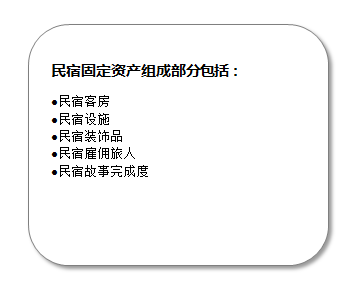 民宿固定资产组成部分包括：
●民宿客房
●民宿设施
●民宿装饰品
●民宿雇佣旅人
●民宿故事完成度